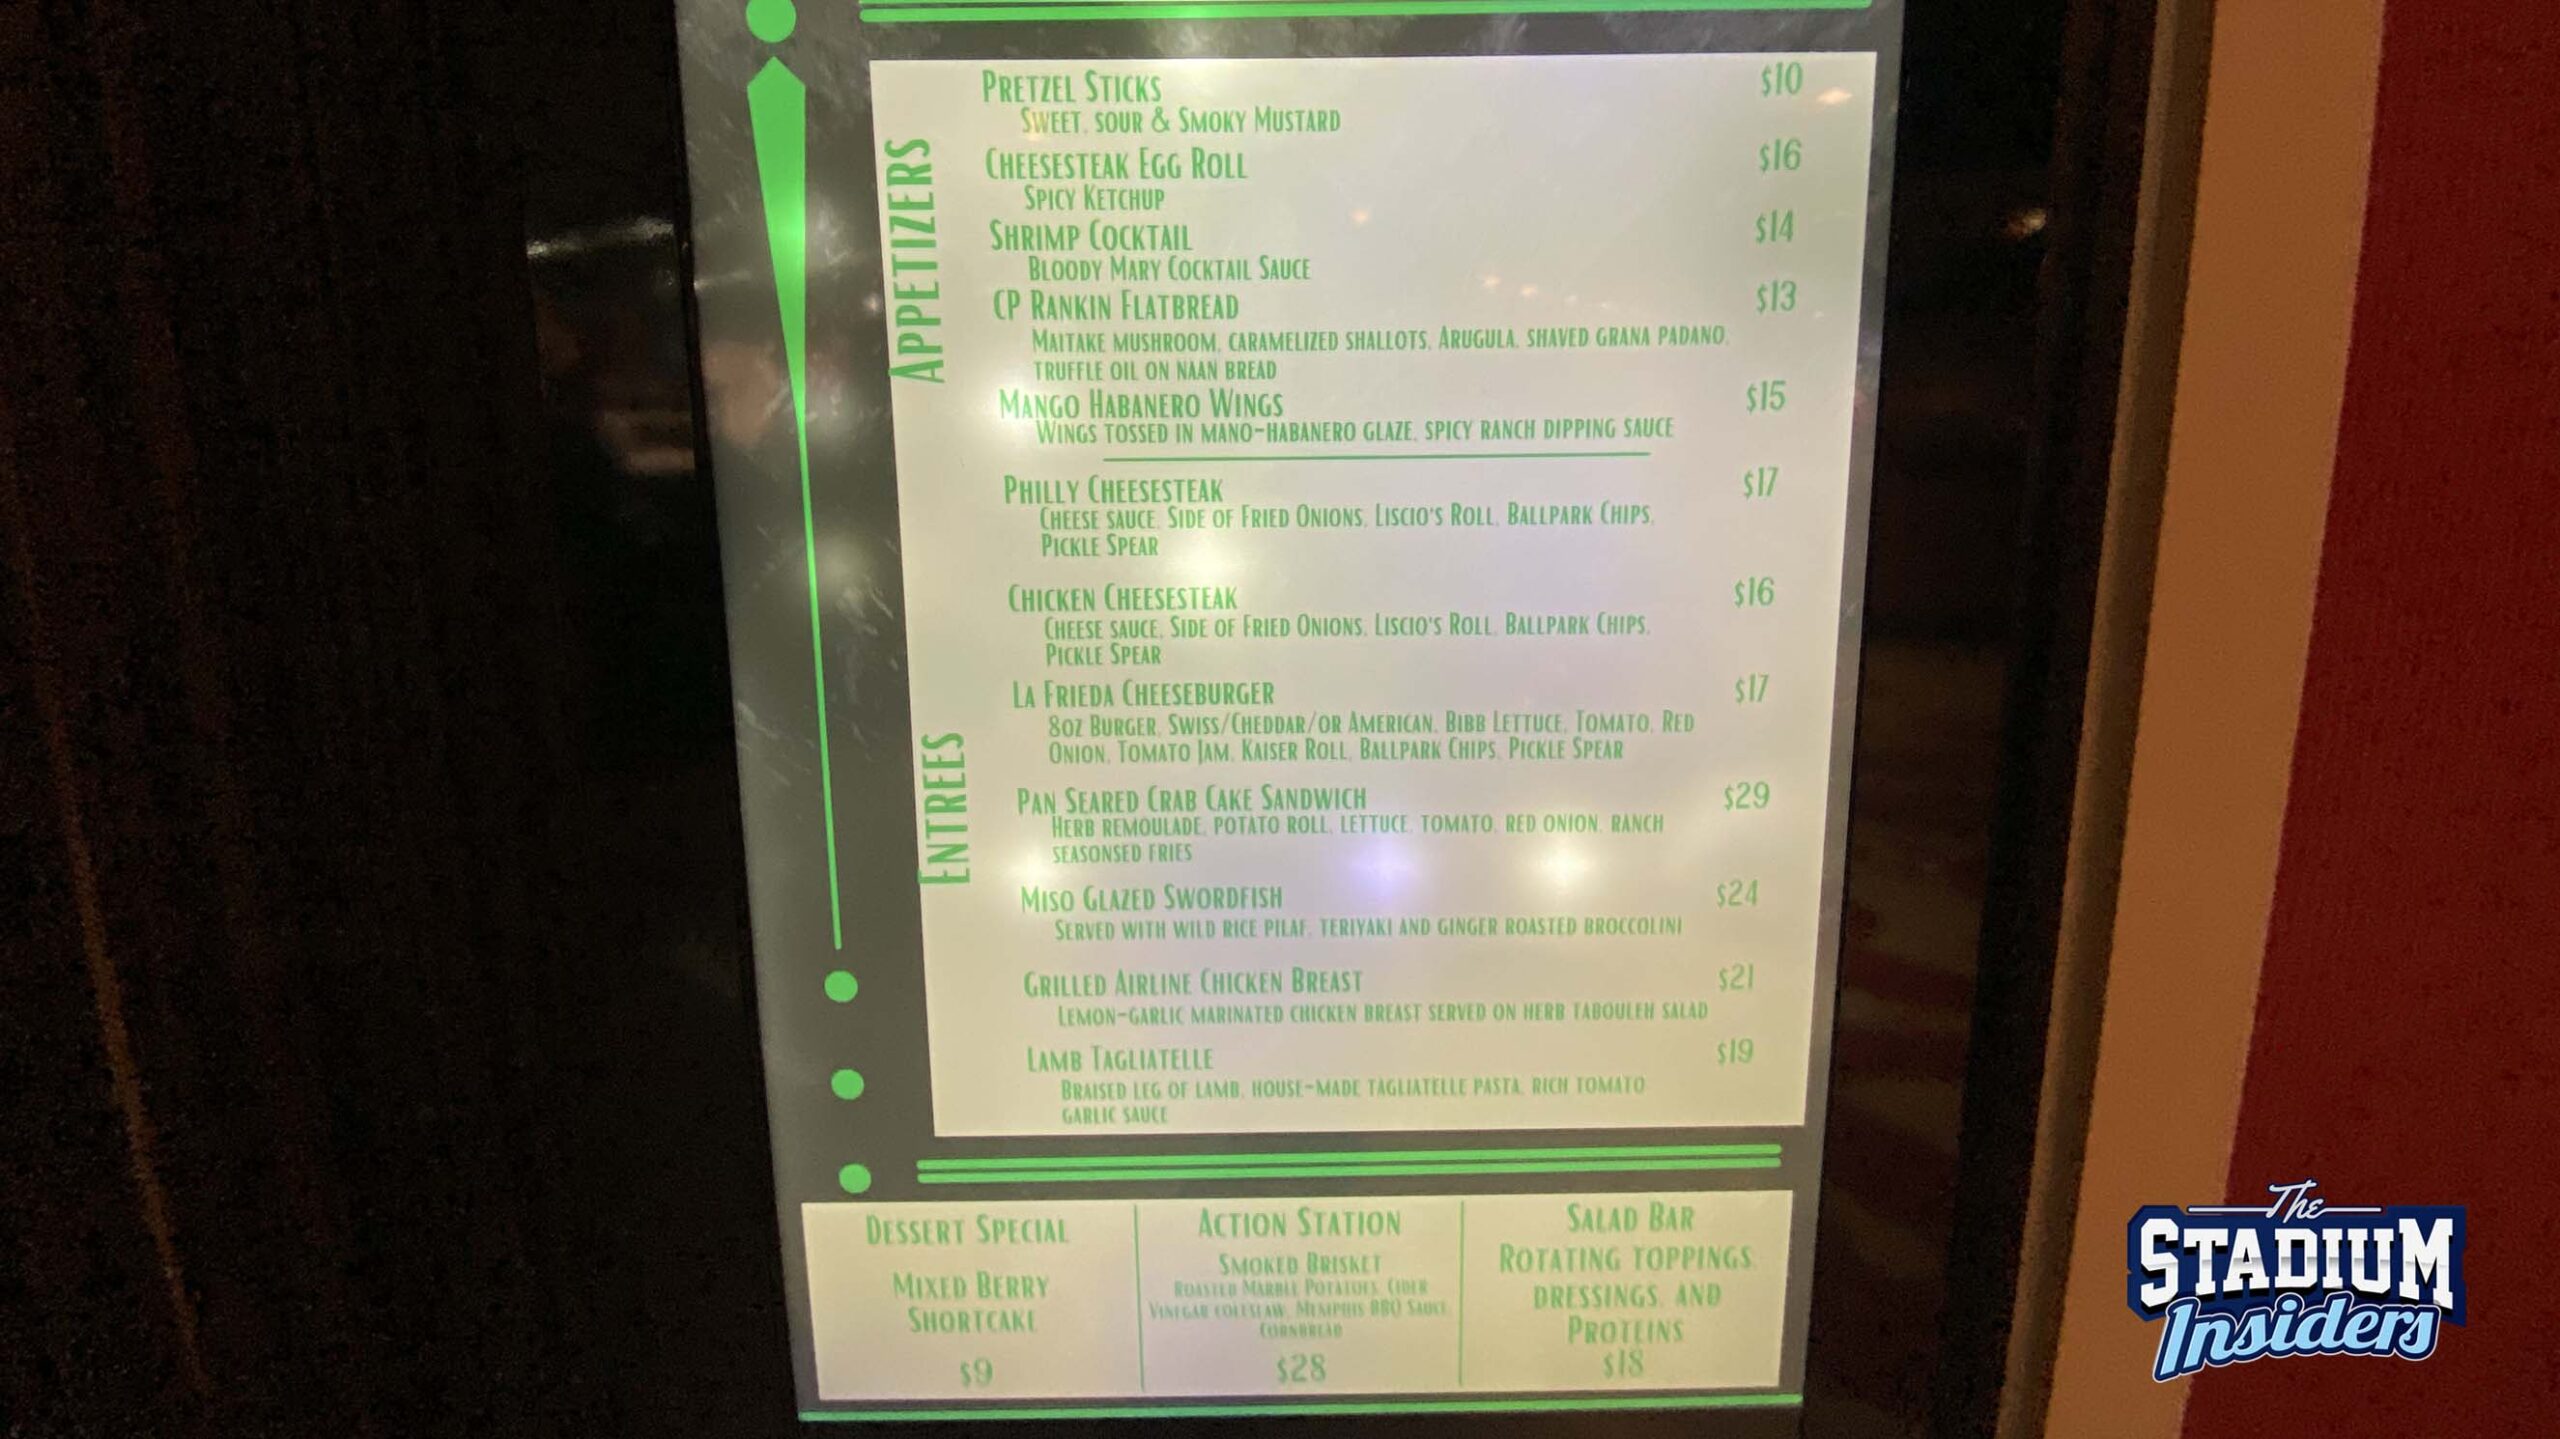 APPETIZERS
PRETZEL STICKS $10
SWEET, SOUR & SMOKY MUSTARD
CHEESESTEAK EGG ROLL $16
SPICY KETCHUP
SHRIMP COCKTAIL $14
BLOODY MARY COCKTAIL SAUCE
CP RANKIN FLATBREAD $13
MAITAKE MUSHROOM, CARAMELIZED SHALLOTS, ARUGULA, SHAVED GRANA PADANO,
TRUFFLE OIL ON NAAN BREAD
MANGO HABANERO WINGS $15
WINGS TOSSED IN MANO-HABANERO GLAZE, SPICY RANCH DIPPING SAUCE
ENTREES
PHILLY CHEESESTEAK $17
CHEESE SAUCE, SIDE OF FRIED ONIONS, LISCIO'S ROLL, BALLPARK CHIPS,
PICKLE SPEAR
CHICKEN CHEESESTEAK $16
CHEESE SAUCE, SIDE OF FRIED ONIONS, LISCIO'S ROLL, BALLPARK CHIPS,
PICKLE SPEAR
LA FRIEDA CHEESEBURGER $17
8OZ BURGER, SWISS/CHEDDAR/OR AMERICAN, BIBB LETTUCE, TOMATO, RED
ONION, TOMATO JAM, KAISER ROLL, BALLPARK CHIPS, PICKLE SPEAR
PAN SEARED CRAB CAKE SANDWICH $29
HERB REMOULADE, POTATO ROLL, LETTUCE, TOMATO, RED ONION, RANCH
SEASONSED FRIES
MISO GLAZED SWORDFISH $24
SERVED WITH WILD RICE PILAF, TERIYAKI AND GINGER ROASTED BROCCOLINI
GRILLED AIRLINE CHICKEN BREAST $21
LEMON-GARLIC MARINATED CHICKEN BREAST SERVED ON HERB TABOULEH SALAD
LAMB TAGLIATELLE $19
BRAISED LEG OF LAMB, HOUSE-MADE TAGLIATELLE PASTA, RICH TOMATO
GARLIC SAUCE
DESSERT SPECIAL
MIXED BERRY
SHORTCAKE
$9
ACTION STATION
SMOKED BRISKET
ROASTED MARBLE POTATOES, CIDER
VINEGAR COLESLAW, MEMPHIS BBQ SAUCE
CORNBREAD
$28
SALAD BAR
ROTATING TOPPINGS,
DRESSINGS, AND
PROTEINS
$18
The
STADIUM
Insiders